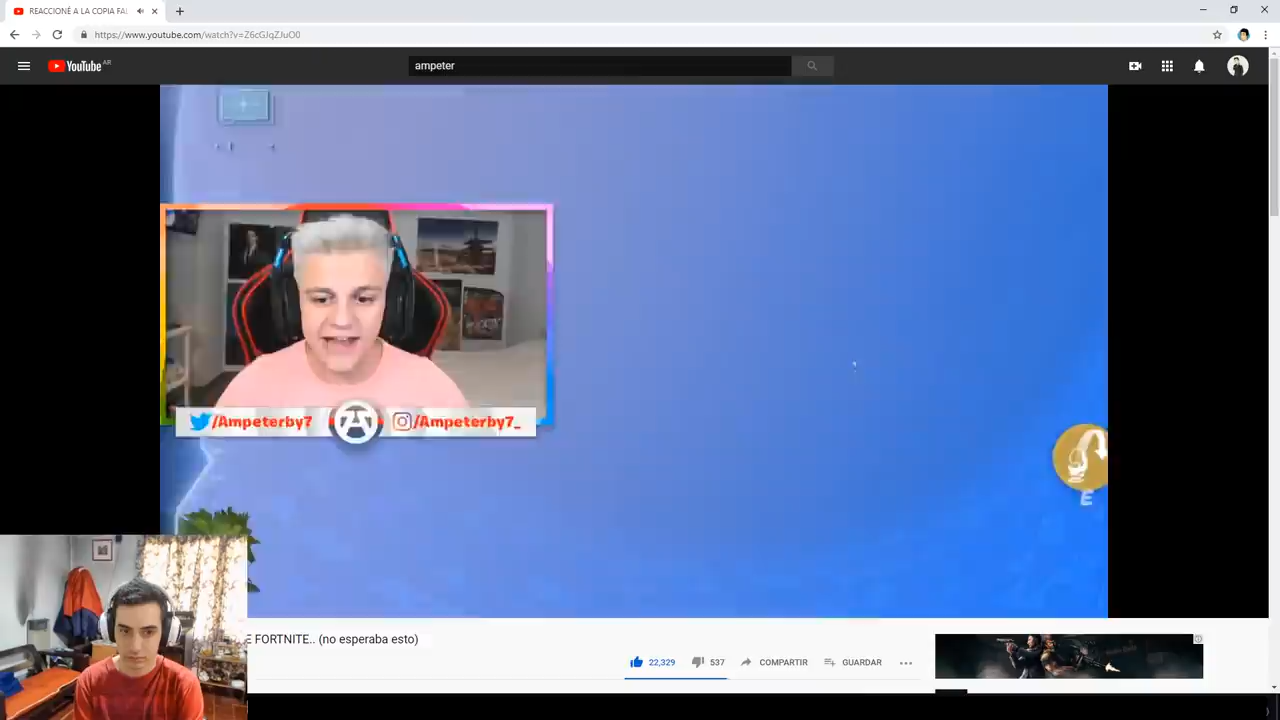 REACCIONÉ A LA COPIA FAL
https://www.youtube.com/watch?v=Z6cGJqZJuO0
YouTube AR
ampeter
/Ampeterby7
/Ampeterby7_
E
E FORTNITE.. (no esperaba esto)
22,329
537
COMPARTIR
GUARDAR